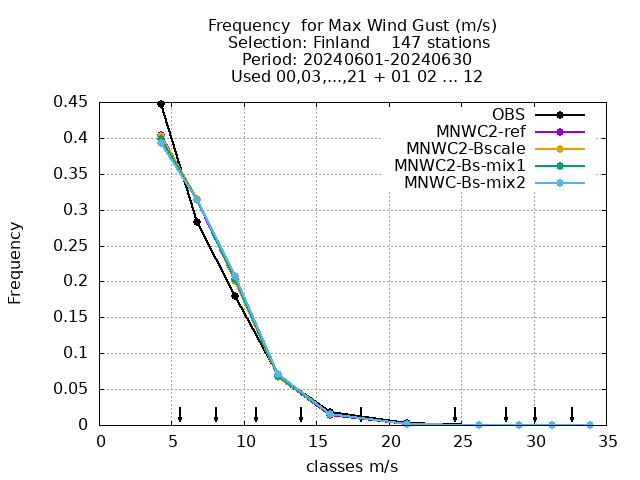 Frequency  for Max Wind Gust (m/s)
Selection: Finland    147 stations
Period: 20240601-20240630
Used 00,03,...,21 + 01 02 ... 12
0.45
0.4
0.35
0.3
0.25
0.2
0.15
0.1
0.05
0
Frequency
OBS
MNWC2-ref
MNWC2-Bscale
MNWC2-Bs-mix1
MNWC-Bs-mix2
0 5 10 15 20 25 30 35
classes m/s